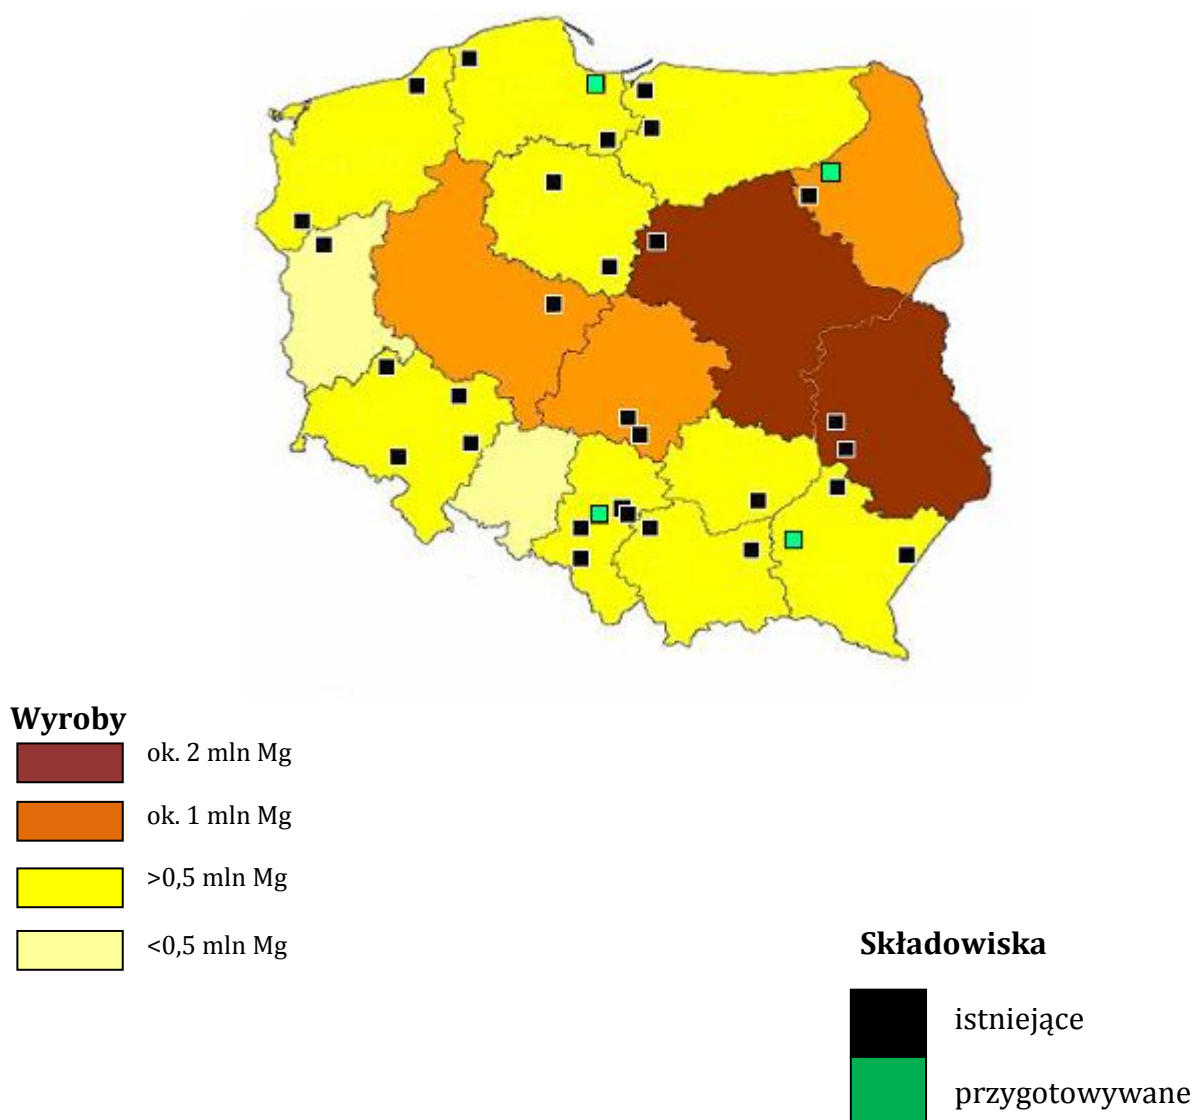 Wyroby
ok. 2 mln Mg
ok. 1 mln Mg
>0,5 mln Mg
<0,5 mln Mg
Składowiska
istniejące
przygotowywane